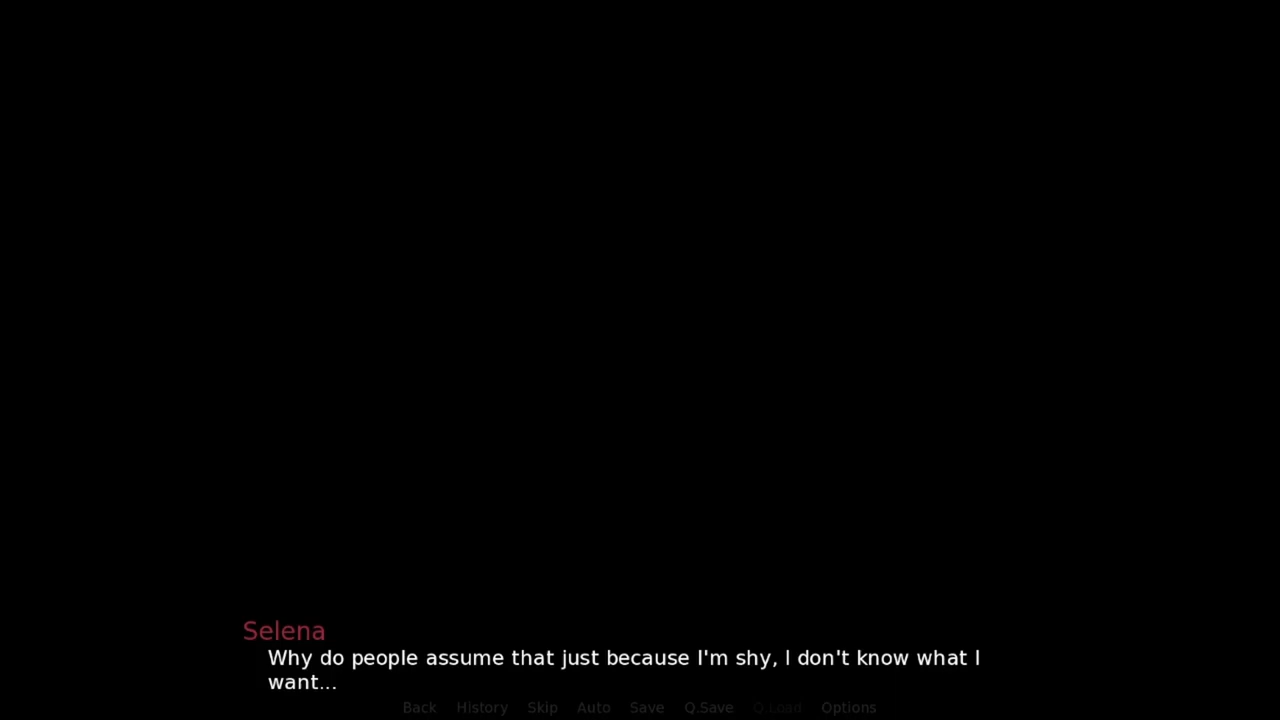 Selena
Why do people assume that just because I'm shy, I don't know what I
want...
Back History Skip Auto Save Q.Save Q.Load Options